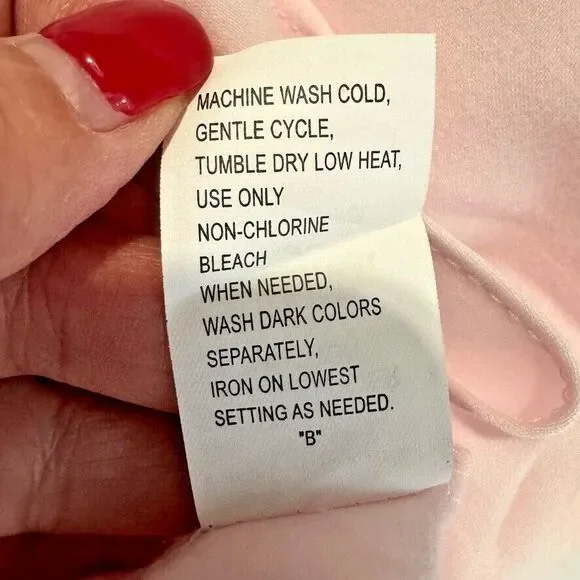 MACHINE WASH COLD,
GENTLE CYCLE,
TUMBLE DRY LOW HEAT,
USE ONLY
NON-CHLORINE
BLEACH
WHEN NEEDED,
WASH DARK COLORS
SEPARATELY,
IRON ON LOWEST
SETTING AS NEEDED.
"B"